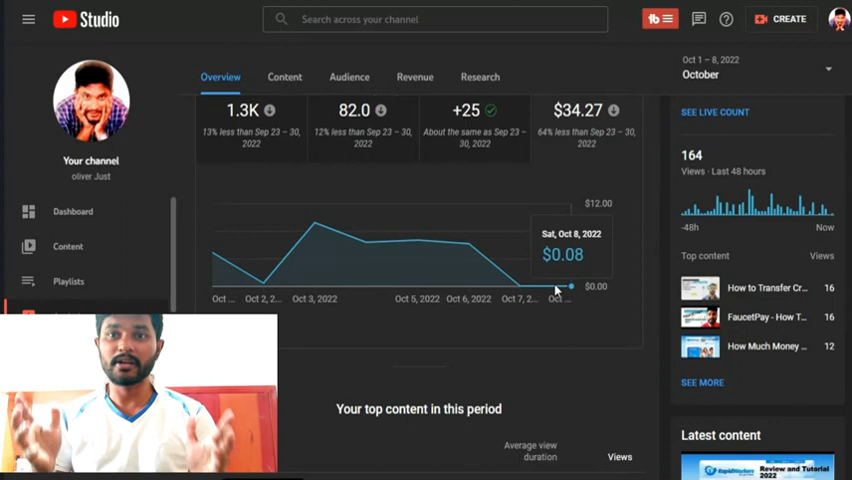 Studio
Search across your channel
CREATE
Oct 1 – 8, 2022
October
Overview
Content
Audience
Revenue
Research
1.3K
82.0
+25
$34.27
13% less than Sep 23 – 30,
2022
12% less than Sep 23 – 30,
2022
About the same as Sep 23 –
30, 2022
64% less than Sep 23 – 30,
2022
SEE LIVE COUNT
Your channel
oliver Just
164
Views · Last 48 hours
-48h
Now
$12.00
Sat, Oct 8, 2022
$0.08
$0.00
Oct ...
Oct 2, 2...
Oct 3, 2022
Oct 5, 2022
Oct 6, 2022
Oct 7, 2...
Oct ...
Dashboard
Content
Playlists
Top content
Views
How to Transfer Cr...
16
FaucetPay - How T...
16
How Much Money ...
12
SEE MORE
Your top content in this period
Average view
duration
Views
Latest content
RapidWorkers
Review and Tutorial
2022